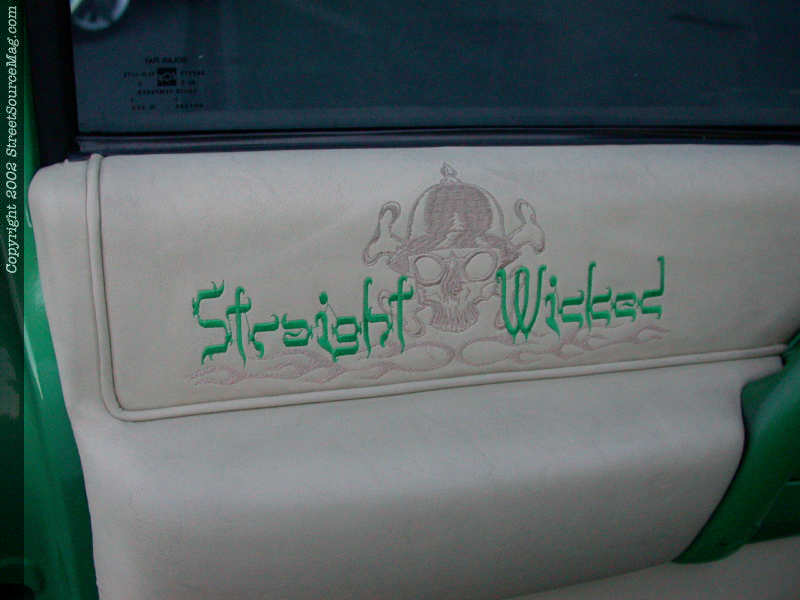 Copyright 2002 StreetSourceMag.com
Straight Wicked